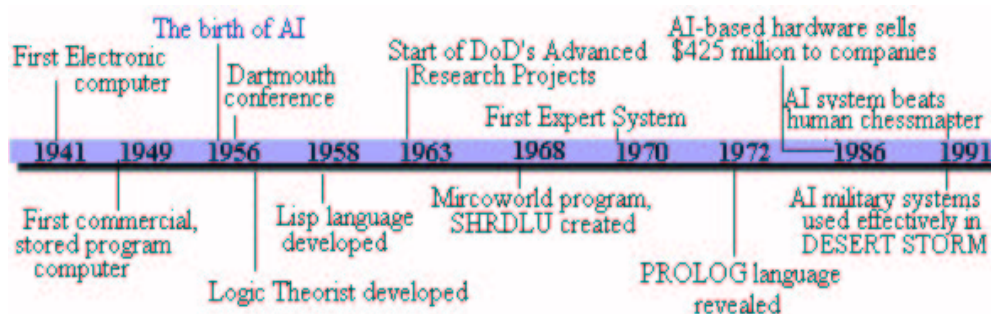 The birth of AI
AI-based hardware sells
$425 million to companies
First Electronic
computer
Dartmouth
conference
Start of DoD's Advanced
Research Projects
First Expert System
AI system beats
human chessmaster
1941 1949 1956 1958 1963 1968 1970 1972 1986 1991
First commercial,
stored program
computer
Logic Theorist developed
Lisp language
developed
Mircoworld program,
SHRDLU created
PROLOG language
revealed
AI military systems
used effectively in
DESERT STORM